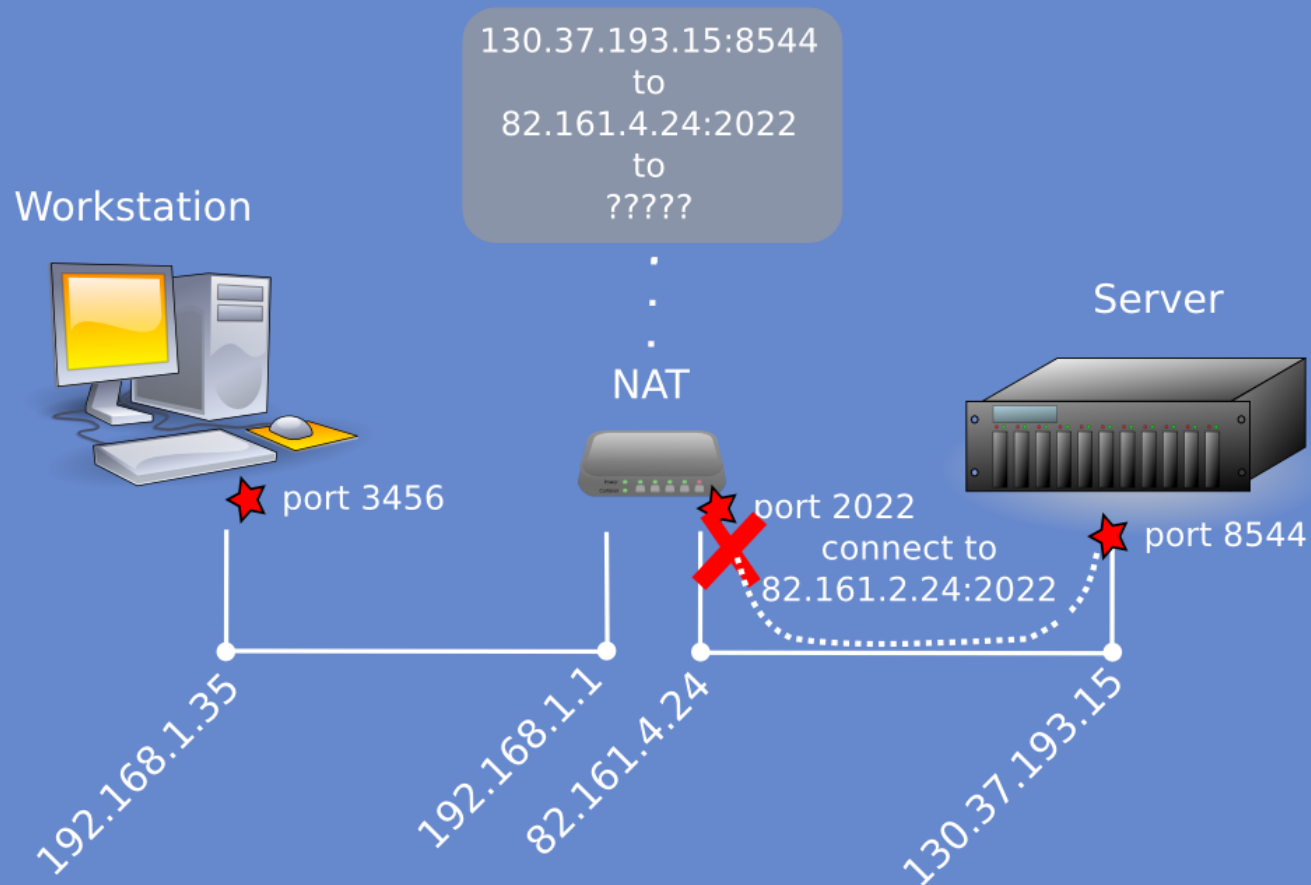 130.37.193.15:8544
to
82.161.4.24:2022
to
?????
Workstation
Server
NAT
port 3456
port 2022
connect to
82.161.2.24:2022
port 8544
192.168.1.35
192.168.1.1
82.161.4.24
130.37.193.15